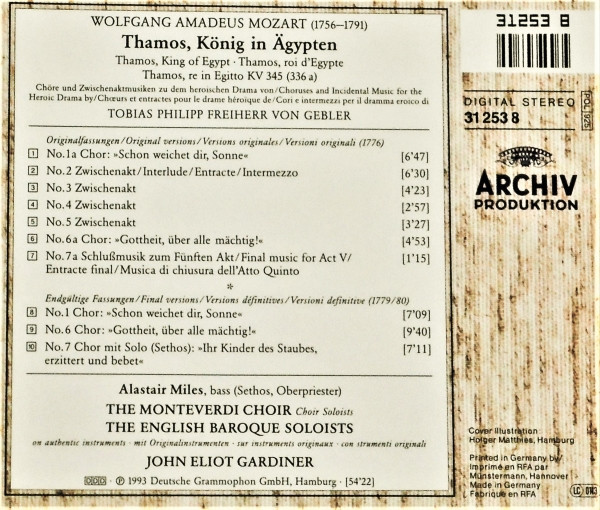 WOLFGANG AMADEUS MOZART (1756–1791)
Thamos, König in Ägypten
Thamos, King of Egypt · Thamos, roi d'Egypte
Thamos, re in Egitto KV 345 (336 a)
Chöre und Zwischenaktmusiken zu dem heroischen Drama von/Choruses and Incidental Music for the
Heroic Drama by/Chœurs et entractes pour le drame héroïque de/Cori e intermezzi per il dramma eroico di
TOBIAS PHILIPP FREIHERR VON GEBLER
Originalfassungen/Original versions/Versions originales/Versioni originali (1776)
1 No.1a Chor: »Schon weichet dir, Sonne« [6'47]
2 No.2 Zwischenakt/Interlude/Entracte/Intermezzo [6'30]
3 No.3 Zwischenakt [4'23]
4 No.4 Zwischenakt [2'57]
5 No.5 Zwischenakt [3'27]
6 No.6a Chor: »Gottheit, über alle mächtig!« [4'53]
7 No.7a Schlußmusik zum Fünften Akt/Final music for Act V/ [1'15]
Entracte final/Musica di chiusura dell'Atto Quinto
*
Endgültige Fassungen/Final versions/Versions définitives/Versioni definitive (1779/80)
8 No.1 Chor: »Schon weichet dir, Sonne« [7'09]
9 No.6 Chor: »Gottheit, über alle mächtig!« [9'40]
10 No.7 Chor mit Solo (Sethos): »Ihr Kinder des Staubes, [7'11]
erzittert und bebet«
Alastair Miles, bass (Sethos, Oberpriester)
THE MONTEVERDI CHOIR Choir Soloists
THE ENGLISH BAROQUE SOLOISTS
on authentic instruments · mit Originalinstrumenten · sur instruments originaux · con strumenti originali
JOHN ELIOT GARDINER
DDD · ℗ 1993 Deutsche Grammophon GmbH, Hamburg · [54'22]
31253 8
DIGITAL STEREO
31 253 8
POL 925
ARCHIV
PRODUKTION
Cover Illustration
Holger Matthies, Hamburg
Printed in Germany by/
Imprimé en RFA par
Münstermann, Hannover
Made in Germany
Fabriqué en RFA
LC 0113